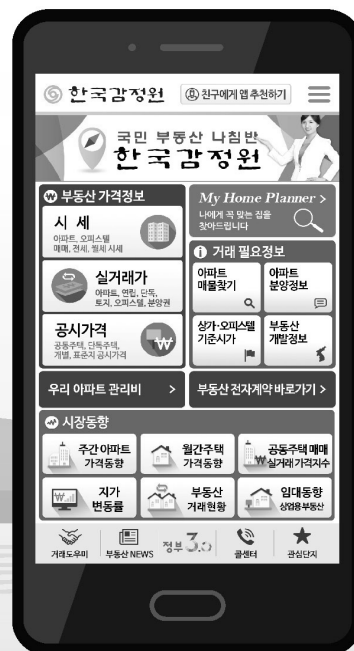 한국감정원
친구에게 앱 추천하기
국민 부동산 나침반
한국감정원
부동산 가격정보
시 세
아파트, 오피스텔
매매, 전세, 월세 시세
실거래가
아파트, 연립, 단독,
토지, 오피스텔, 분양권
공시가격
공동주택, 단독주택,
개별, 표준지 공시가격
My Home Planner >
나에게 꼭 맞는 집을
찾아드립니다
거래 필요정보
아파트
매물찾기
아파트
분양정보
상가·오피스텔
기준시가
부동산
개발정보
우리 아파트 관리비 >
부동산 전자계약 바로가기 >
시장동향
주간 아파트
가격동향
월간주택
가격동향
공동주택 매매
실거래가격지수
지가
변동률
부동산
거래현황
임대동향
상업용부동산
거래도우미
부동산 NEWS
정부 3.0
콜센터
관심단지